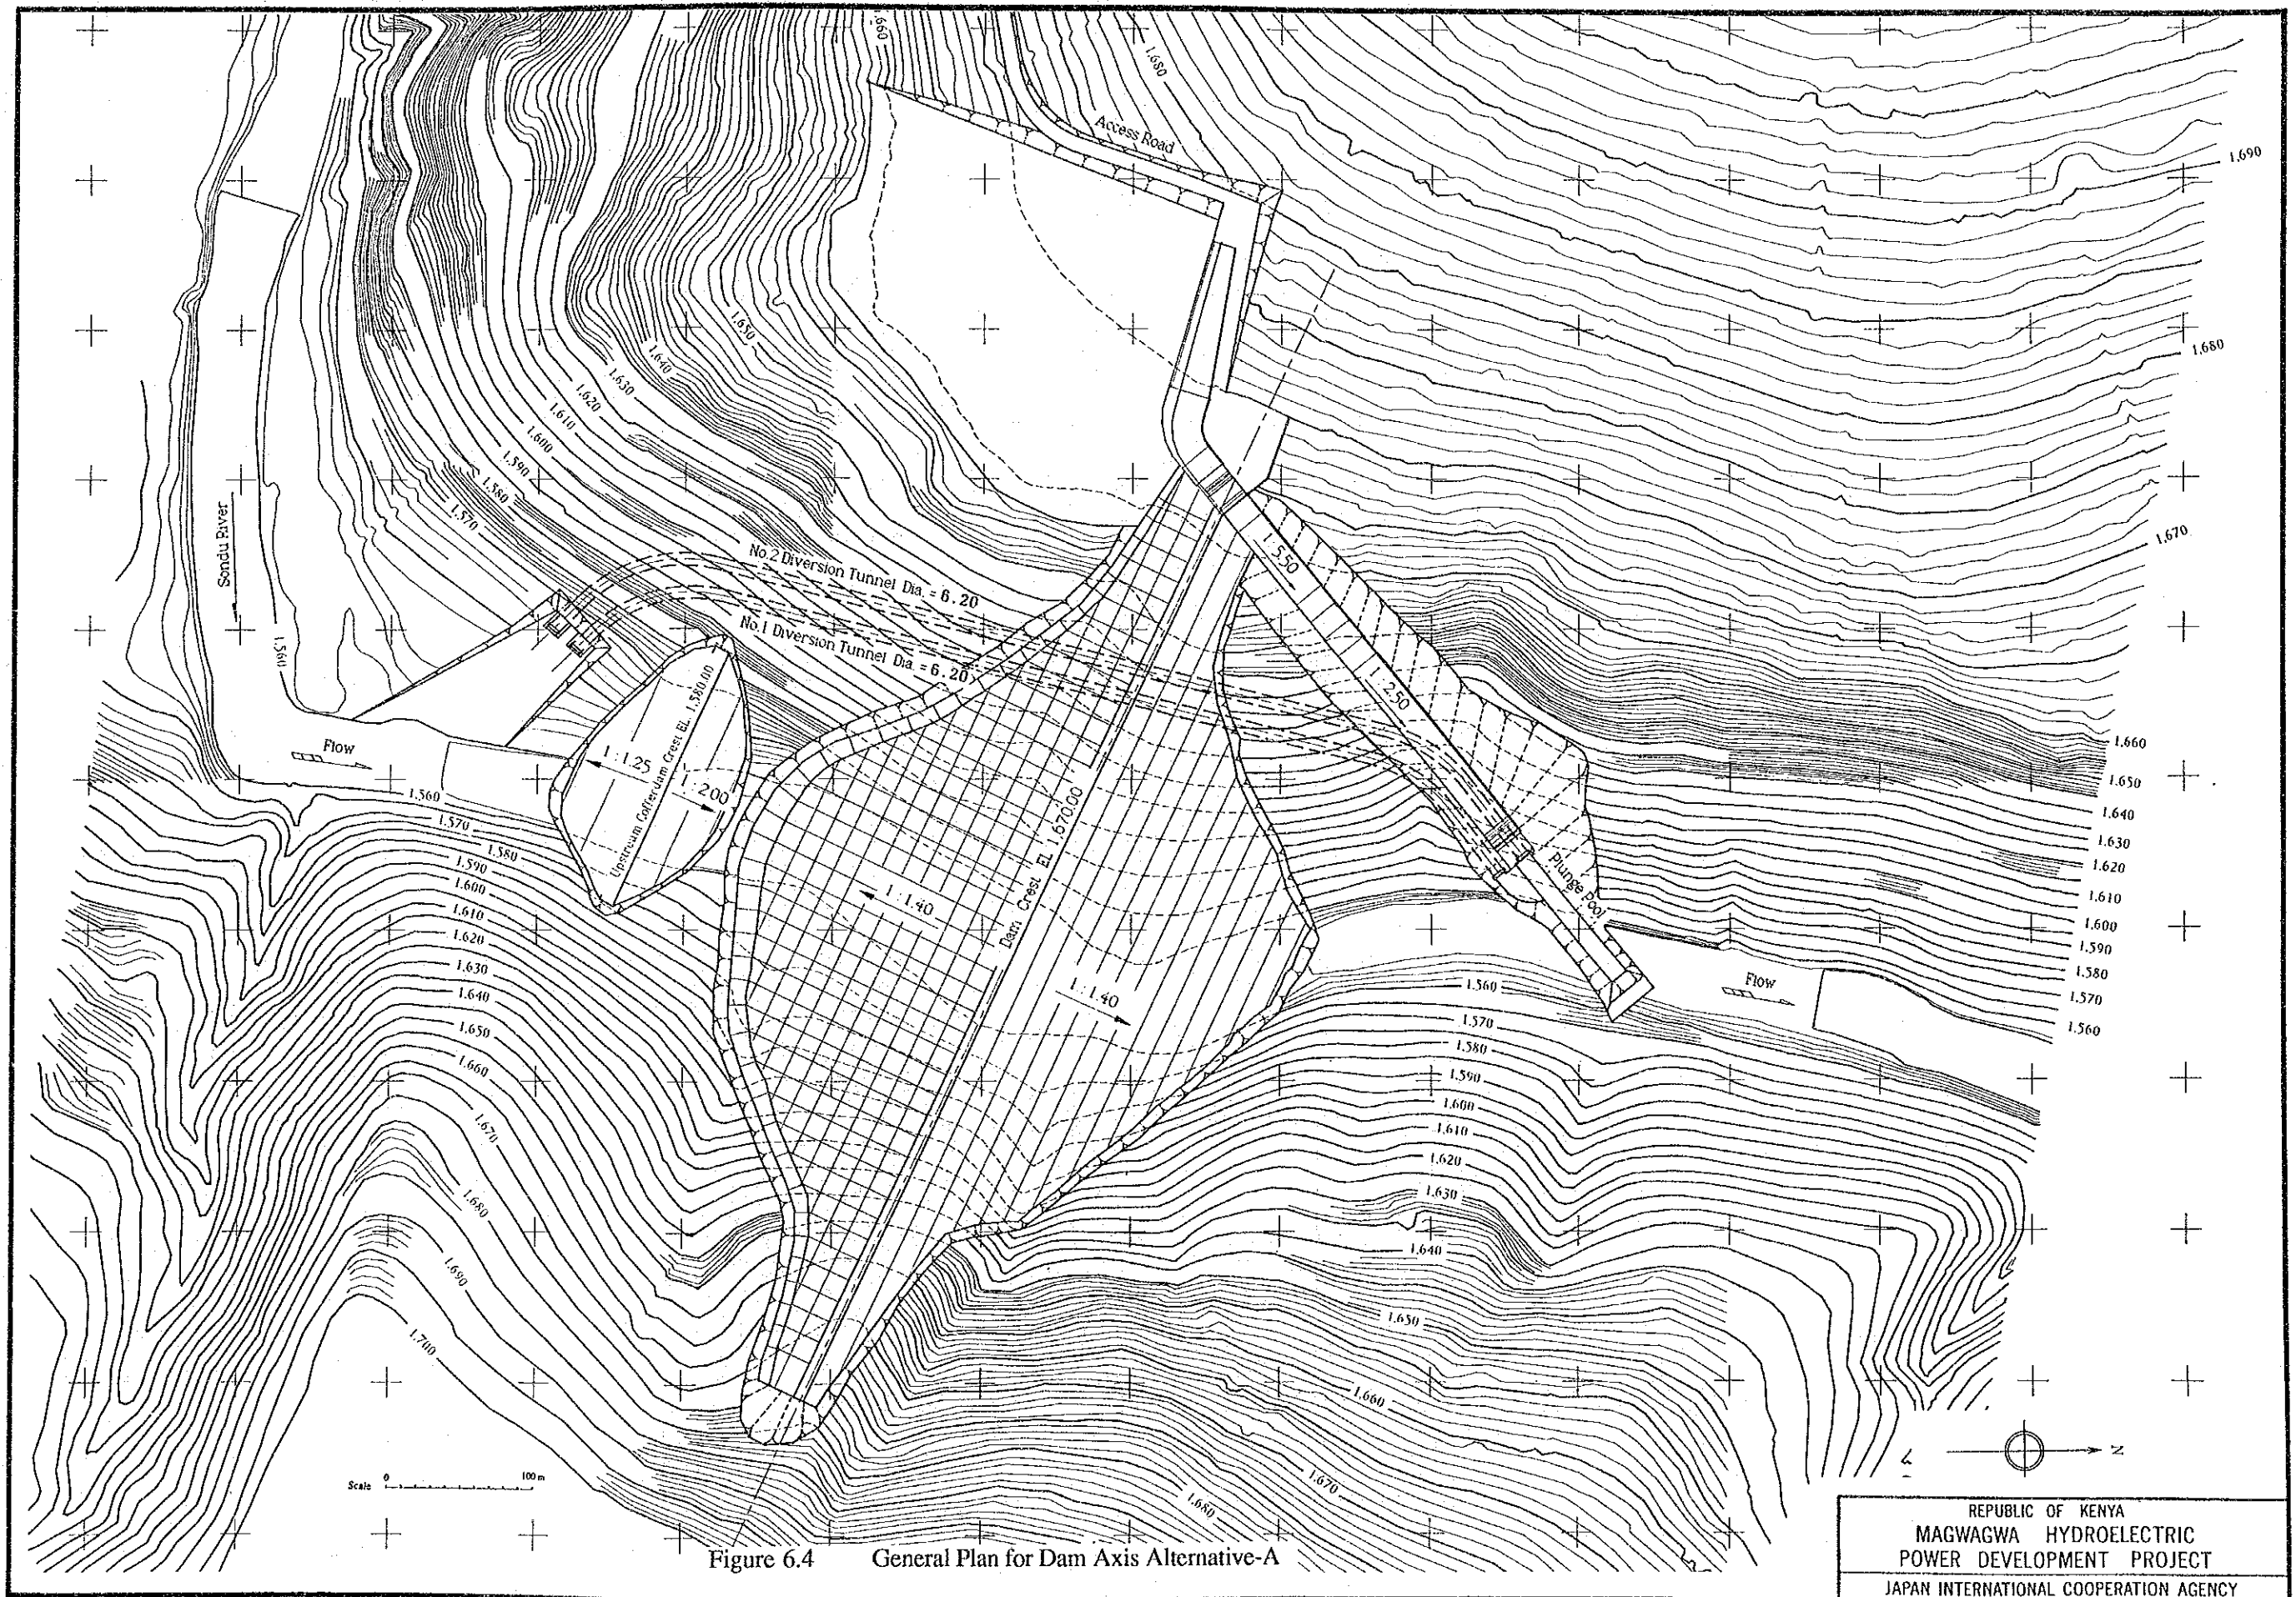 1.660
1.680
Access Road
1.690
1.650
1.640
1.630
1.620
1.610
1.600
1.590
1.580
1.570
1.680
1.670
Sondu River
No.2 Diversion Tunnel Dia. = 6.20
No.1 Diversion Tunnel Dia. = 6.20
1 : 5.50
1 : 2.50
1.560
Flow
1 : 1.25
1 : 2.00
Upstream Cofferdam Crest EL. 1,580.00
Dam Crest EL 1,670.00
1 : 1.40
1 : 1.40
Plunge Pool
Flow
1.660
1.650
1.640
1.630
1.620
1.610
1.600
1.590
1.580
1.570
1.560
1.560
1.570
1.580
1.590
1.600
1.610
1.620
1.630
1.640
1.650
1.660
1.670
1.680
1.690
1.700
1.560
1.570
1.580
1.590
1.600
1.610
1.620
1.630
1.640
1.650
1.660
1.670
1.680
Scale 0 100 m
N
Figure 6.4 General Plan for Dam Axis Alternative-A
REPUBLIC OF KENYA
MAGWAGWA HYDROELECTRIC
POWER DEVELOPMENT PROJECT
JAPAN INTERNATIONAL COOPERATION AGENCY